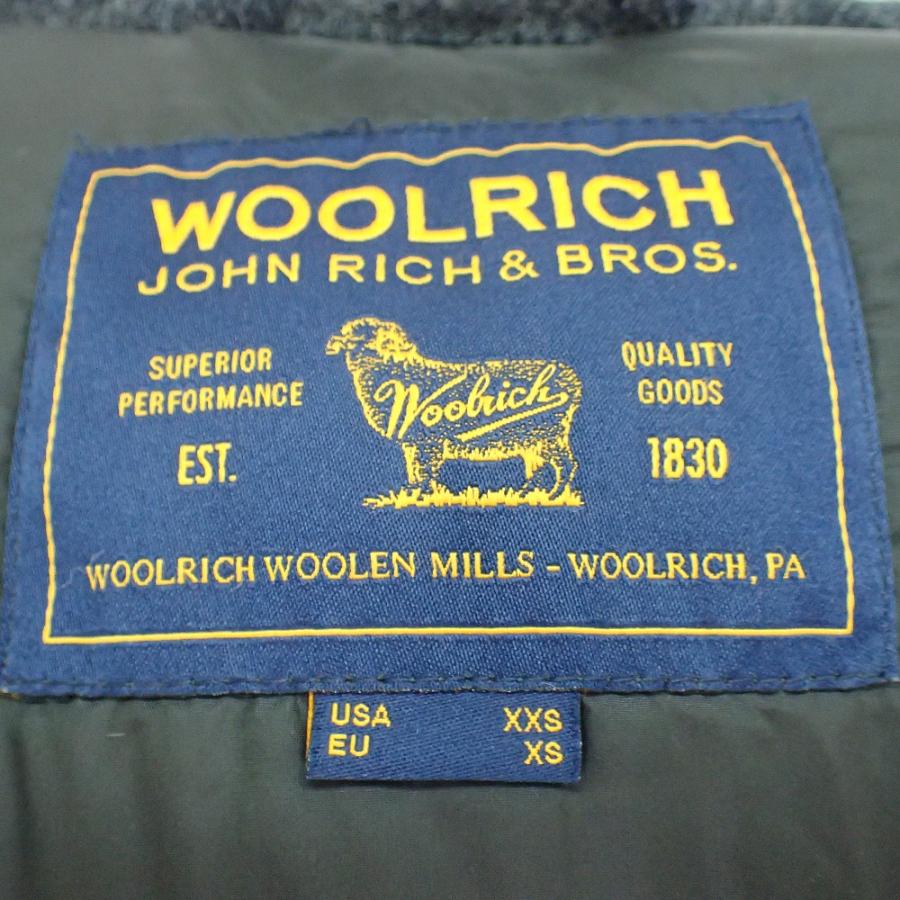 WOOLRICH
JOHN RICH & BROS.
SUPERIOR
PERFORMANCE
EST.
Woolrich
QUALITY
GOODS
1830
WOOLRICH WOOLEN MILLS - WOOLRICH, PA
USA XXS
EU XS